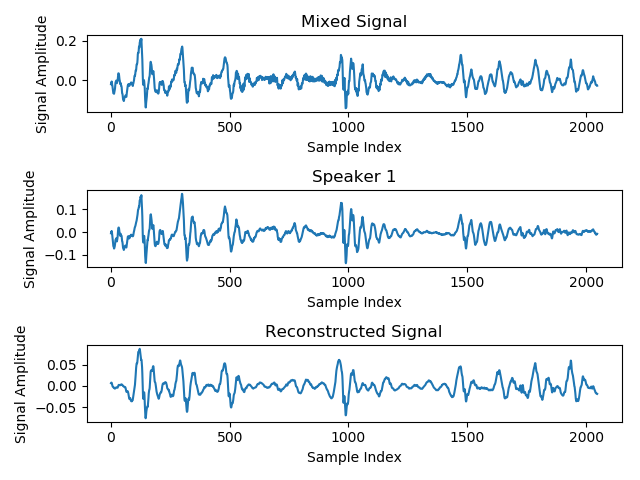 Mixed Signal
Signal Amplitude
0.2
0.0
0 500 1000 1500 2000
Sample Index
Speaker 1
Signal Amplitude
0.1
0.0
−0.1
0 500 1000 1500 2000
Sample Index
Reconstructed Signal
Signal Amplitude
0.05
0.00
−0.05
0 500 1000 1500 2000
Sample Index